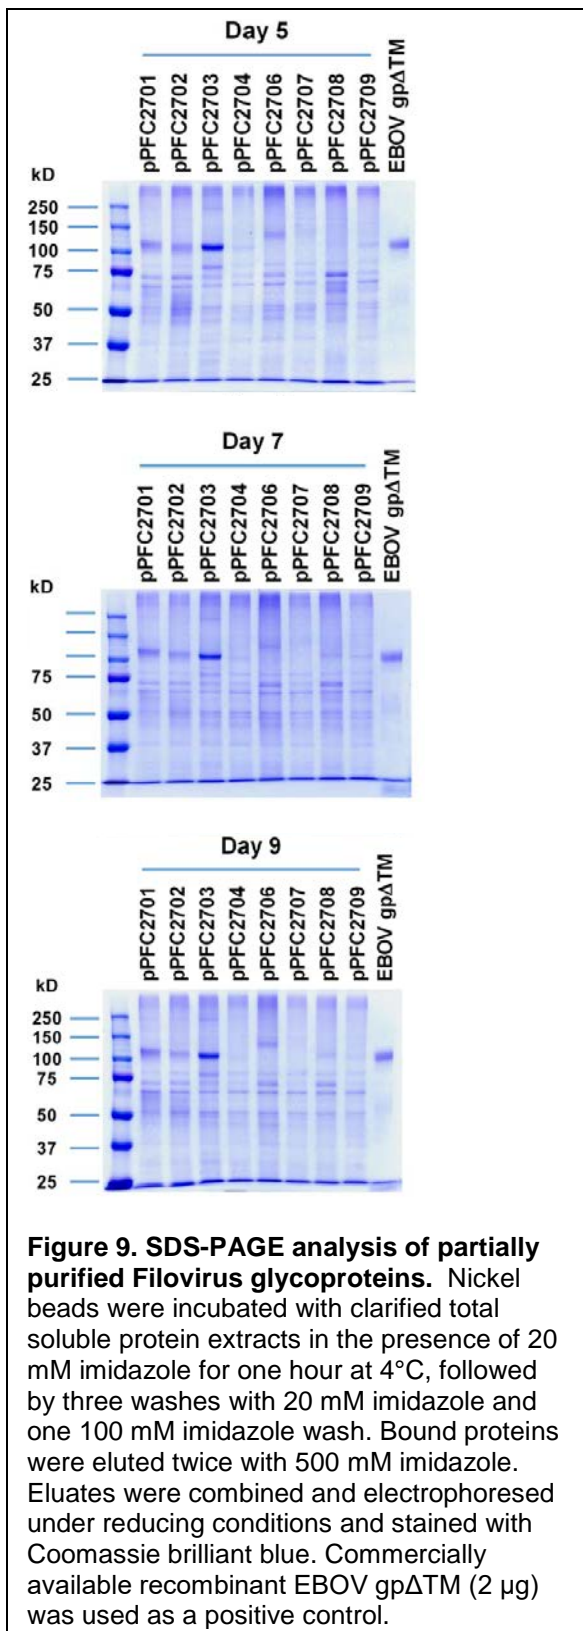 Day 5
pPFC2701
pPFC2702
pPFC2703
pPFC2704
pPFC2706
pPFC2707
pPFC2708
pPFC2709
EBOV gpΔTM
kD
250
150
100
75
50
37
25
Day 7
pPFC2701
pPFC2702
pPFC2703
pPFC2704
pPFC2706
pPFC2707
pPFC2708
pPFC2709
EBOV gpΔTM
kD
75
50
37
25
Day 9
pPFC2701
pPFC2702
pPFC2703
pPFC2704
pPFC2706
pPFC2707
pPFC2708
pPFC2709
EBOV gpΔTM
kD
250
150
100
75
50
37
25
Figure 9. SDS-PAGE analysis of partially
purified Filovirus glycoproteins. Nickel
beads were incubated with clarified total
soluble protein extracts in the presence of 20
mM imidazole for one hour at 4°C, followed
by three washes with 20 mM imidazole and
one 100 mM imidazole wash. Bound proteins
were eluted twice with 500 mM imidazole.
Eluates were combined and electrophoresed
under reducing conditions and stained with
Coomassie brilliant blue. Commercially
available recombinant EBOV gpΔTM (2 µg)
was used as a positive control.